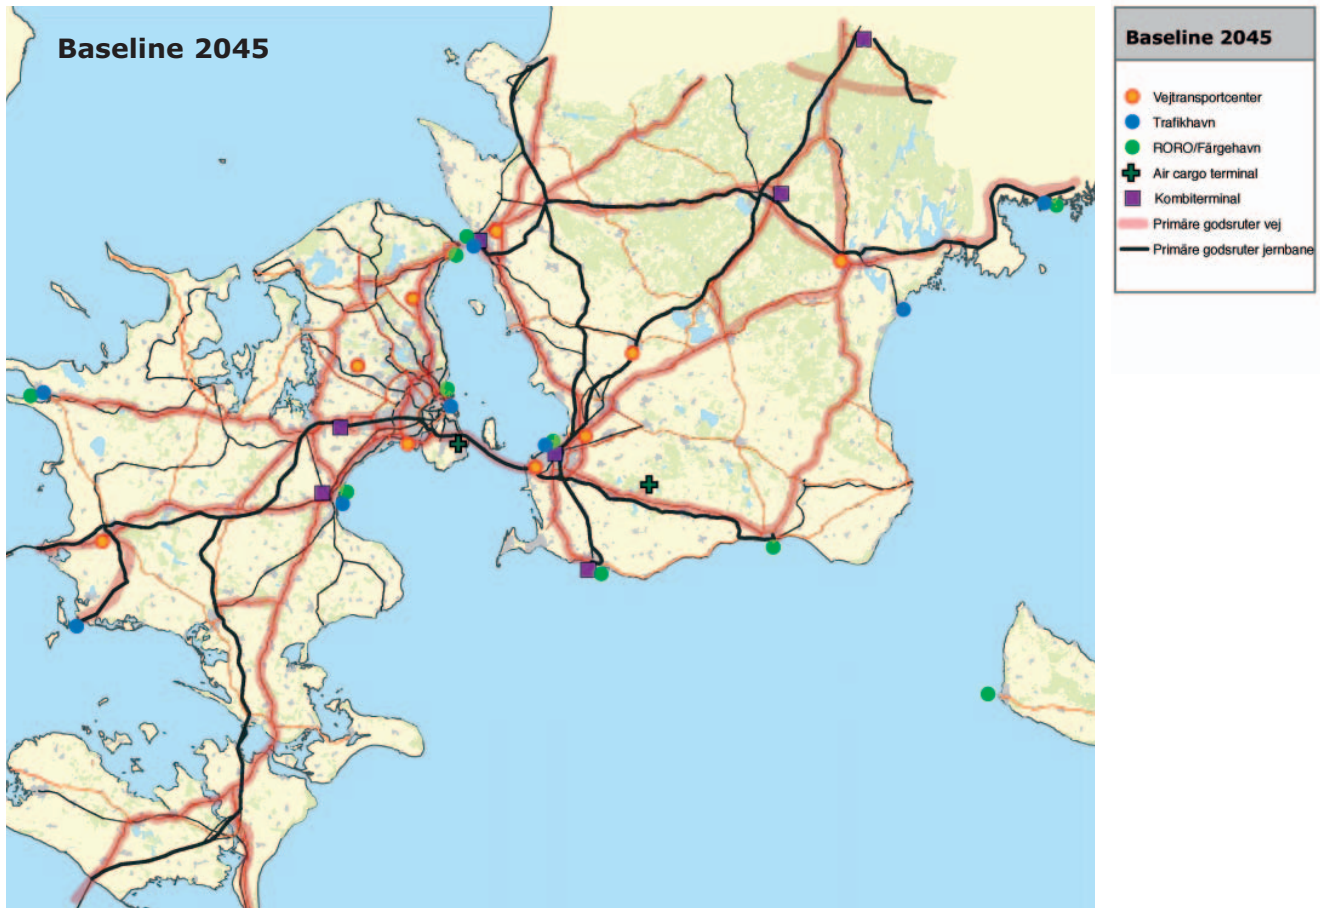 Baseline 2045
Baseline 2045
Vejtransportcenter
Trafikhavn
RORO/Färgehavn
Air cargo terminal
Kombiterminal
Primäre godsruter vej
Primäre godsruter jernbane